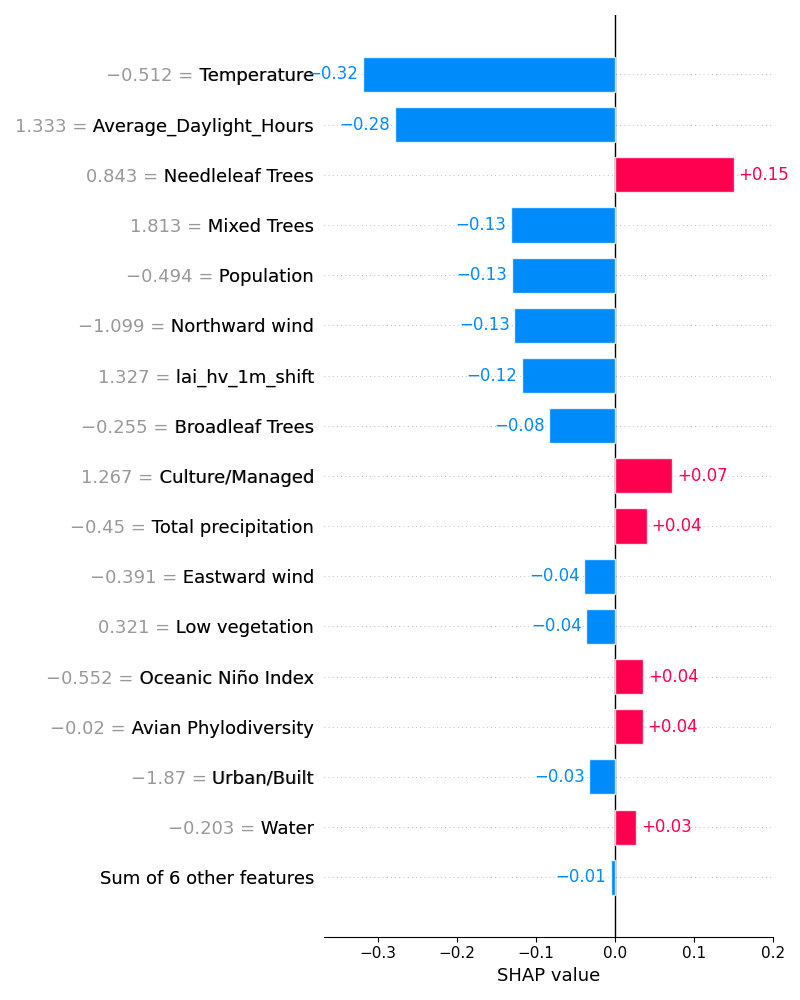 −0.512 = Temperature −0.32
1.333 = Average_Daylight_Hours −0.28
0.843 = Needleleaf Trees +0.15
1.813 = Mixed Trees −0.13
−0.494 = Population −0.13
−1.099 = Northward wind −0.13
1.327 = lai_hv_1m_shift −0.12
−0.255 = Broadleaf Trees −0.08
1.267 = Culture/Managed +0.07
−0.45 = Total precipitation +0.04
−0.391 = Eastward wind −0.04
0.321 = Low vegetation −0.04
−0.552 = Oceanic Niño Index +0.04
−0.02 = Avian Phylodiversity +0.04
−1.87 = Urban/Built −0.03
−0.203 = Water +0.03
Sum of 6 other features −0.01
−0.3 −0.2 −0.1 0.0 0.1 0.2
SHAP value